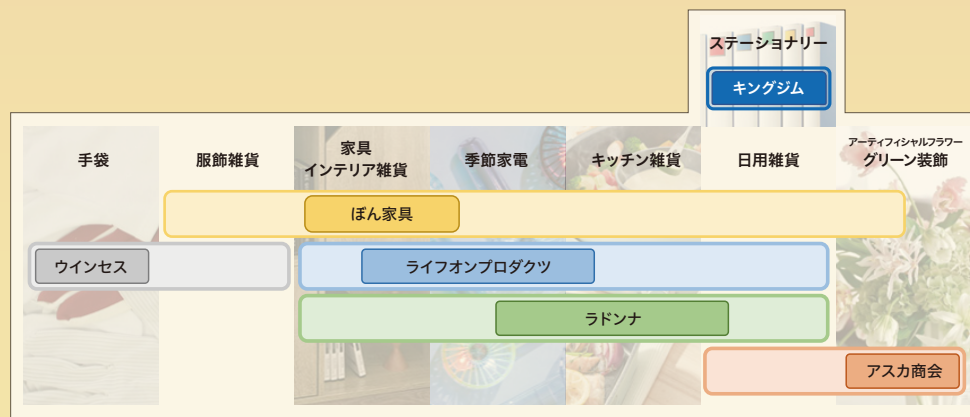 ステーショナリー
キングジム
手袋
服飾雑貨
家具
インテリア雑貨
季節家電
キッチン雑貨
日用雑貨
アーティフィシャルフラワー
グリーン装飾
ぼん家具
ウインセス
ライフオンプロダクツ
ラドンナ
アスカ商会